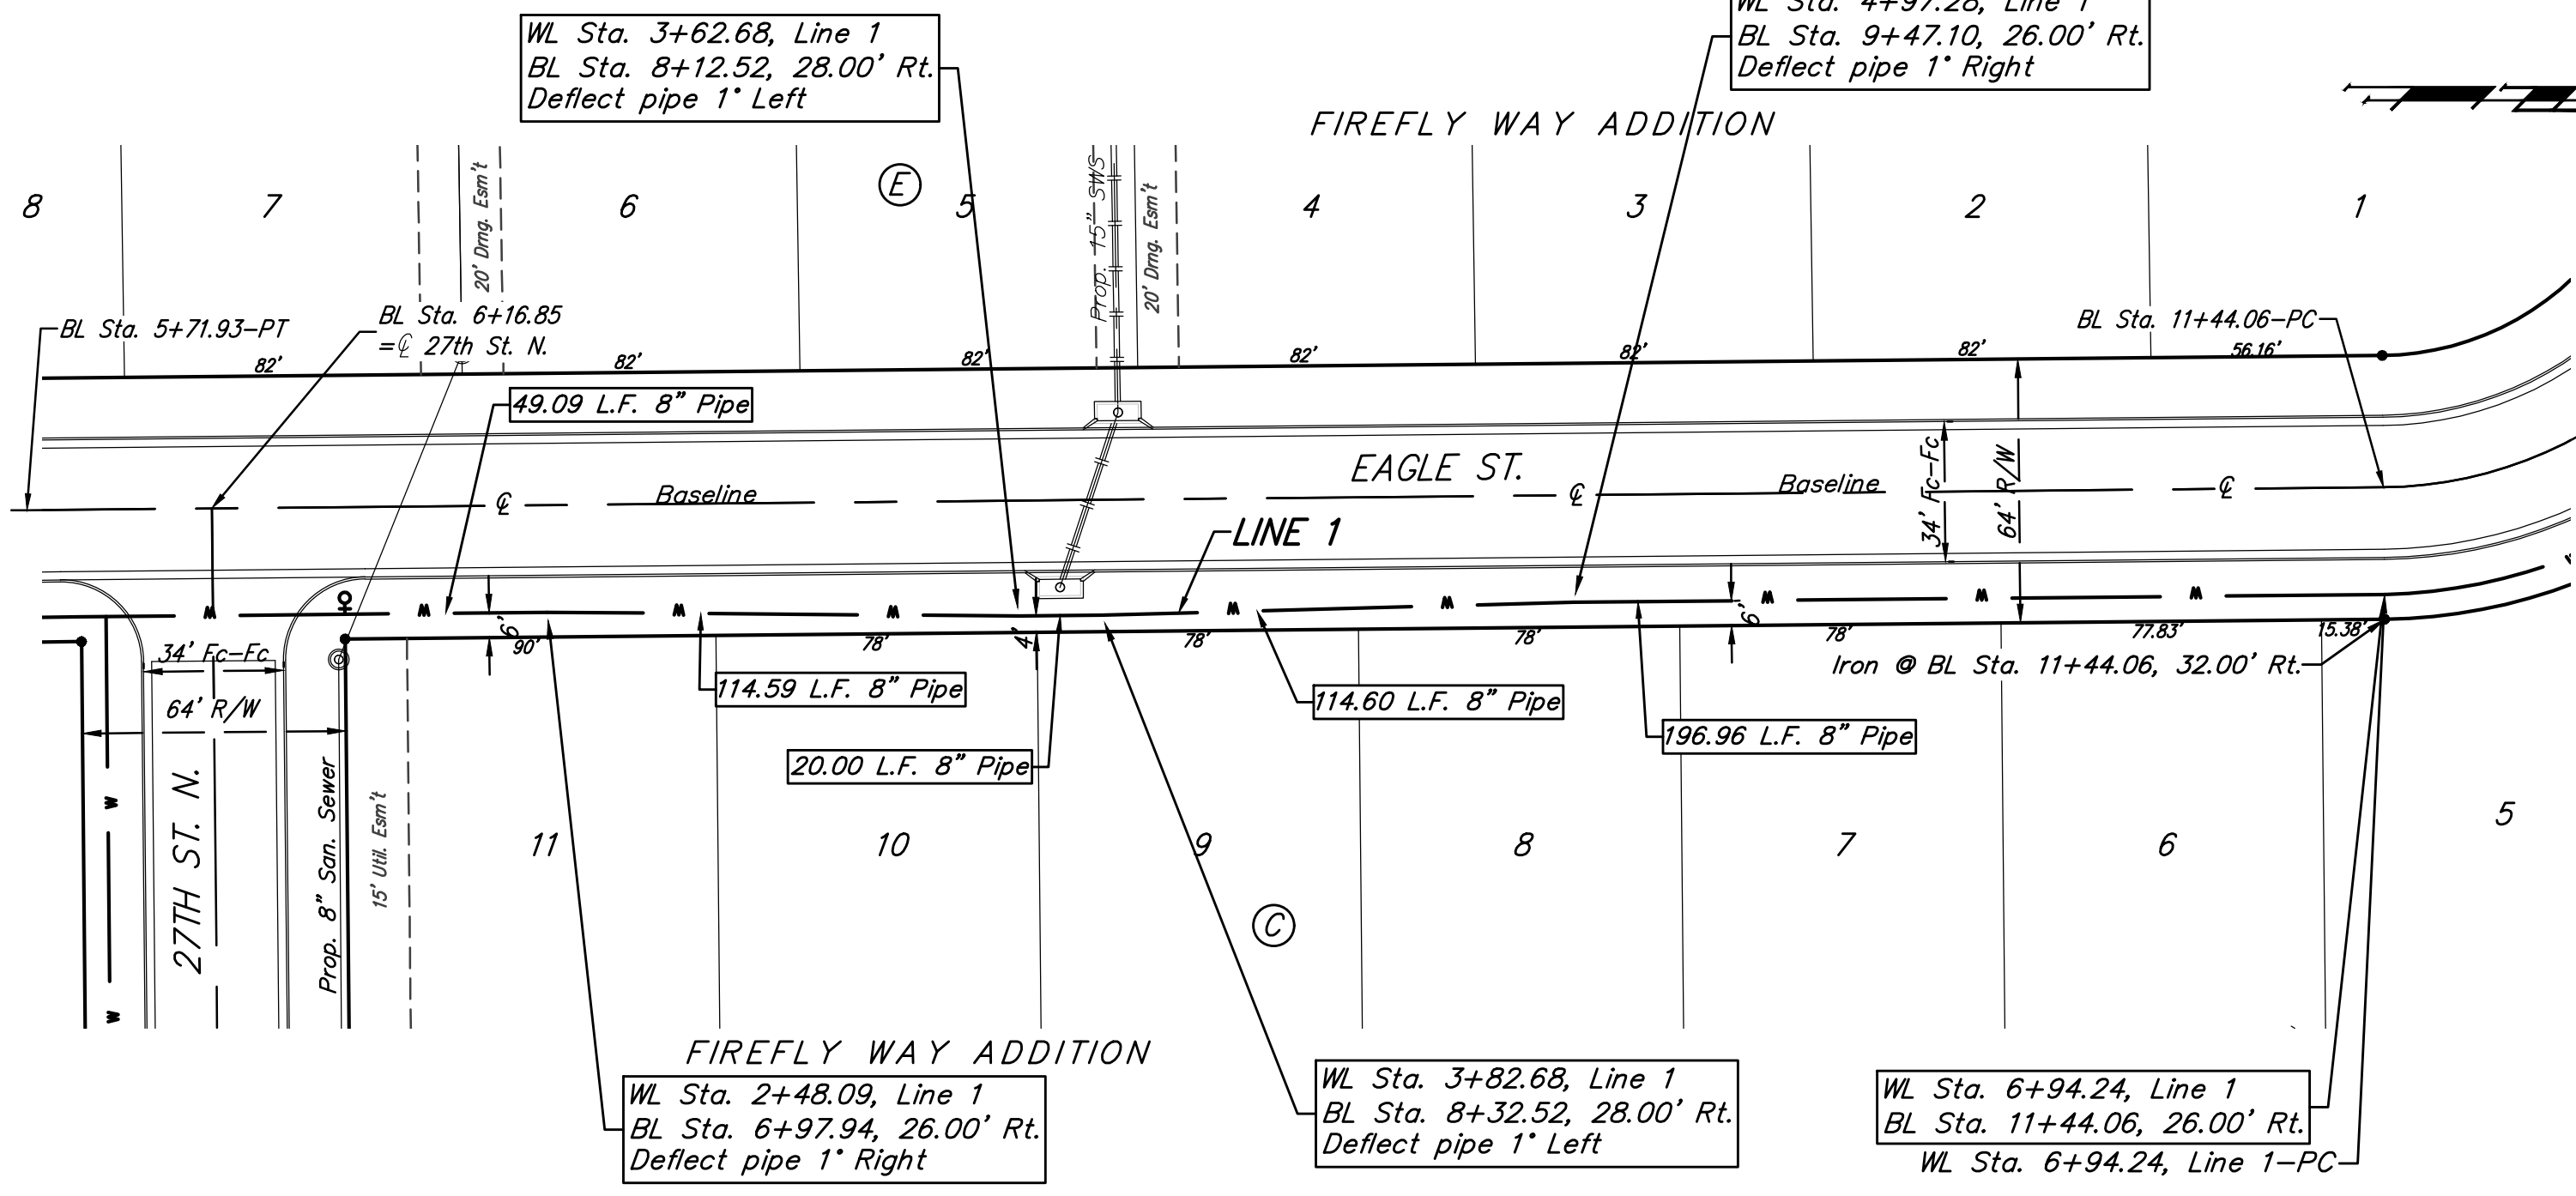 WL Sta. 3+62.68, Line 1
BL Sta. 8+12.52, 28.00' Rt.
Deflect pipe 1° Left
WL Sta. 4+97.28, Line 1
BL Sta. 9+47.10, 26.00' Rt.
Deflect pipe 1° Right
FIREFLY WAY ADDITION
8
7
20' Drng. Esm't
6
E
5
Prop. 15" SWS
20' Drng. Esm't
4
3
2
1
BL Sta. 5+71.93-PT
BL Sta. 6+16.85
=℄ 27th St. N.
BL Sta. 11+44.06-PC
82'
82'
82'
82'
82'
82'
56.16'
49.09 L.F. 8" Pipe
EAGLE ST.
℄
Baseline
℄
Baseline
℄
34' Fc-Fc
64' R/W
LINE 1
W
W
W
W
W
W
W
W
W
6'
90'
78'
4'
78'
78'
6'
78'
77.83'
15.38'
34' Fc-Fc
64' R/W
Iron @ BL Sta. 11+44.06, 32.00' Rt.
114.59 L.F. 8" Pipe
114.60 L.F. 8" Pipe
196.96 L.F. 8" Pipe
20.00 L.F. 8" Pipe
W
W
27TH ST. N.
Prop. 8" San. Sewer
15' Util. Esm't
11
10
9
8
7
6
5
C
FIREFLY WAY ADDITION
WL Sta. 2+48.09, Line 1
BL Sta. 6+97.94, 26.00' Rt.
Deflect pipe 1° Right
WL Sta. 3+82.68, Line 1
BL Sta. 8+32.52, 28.00' Rt.
Deflect pipe 1° Left
WL Sta. 6+94.24, Line 1
BL Sta. 11+44.06, 26.00' Rt.
WL Sta. 6+94.24, Line 1-PC